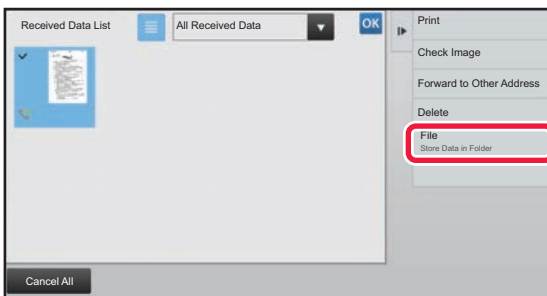 Received Data List
All Received Data
OK
Print
Check Image
Forward to Other Address
Delete
File
Store Data in Folder
Cancel All